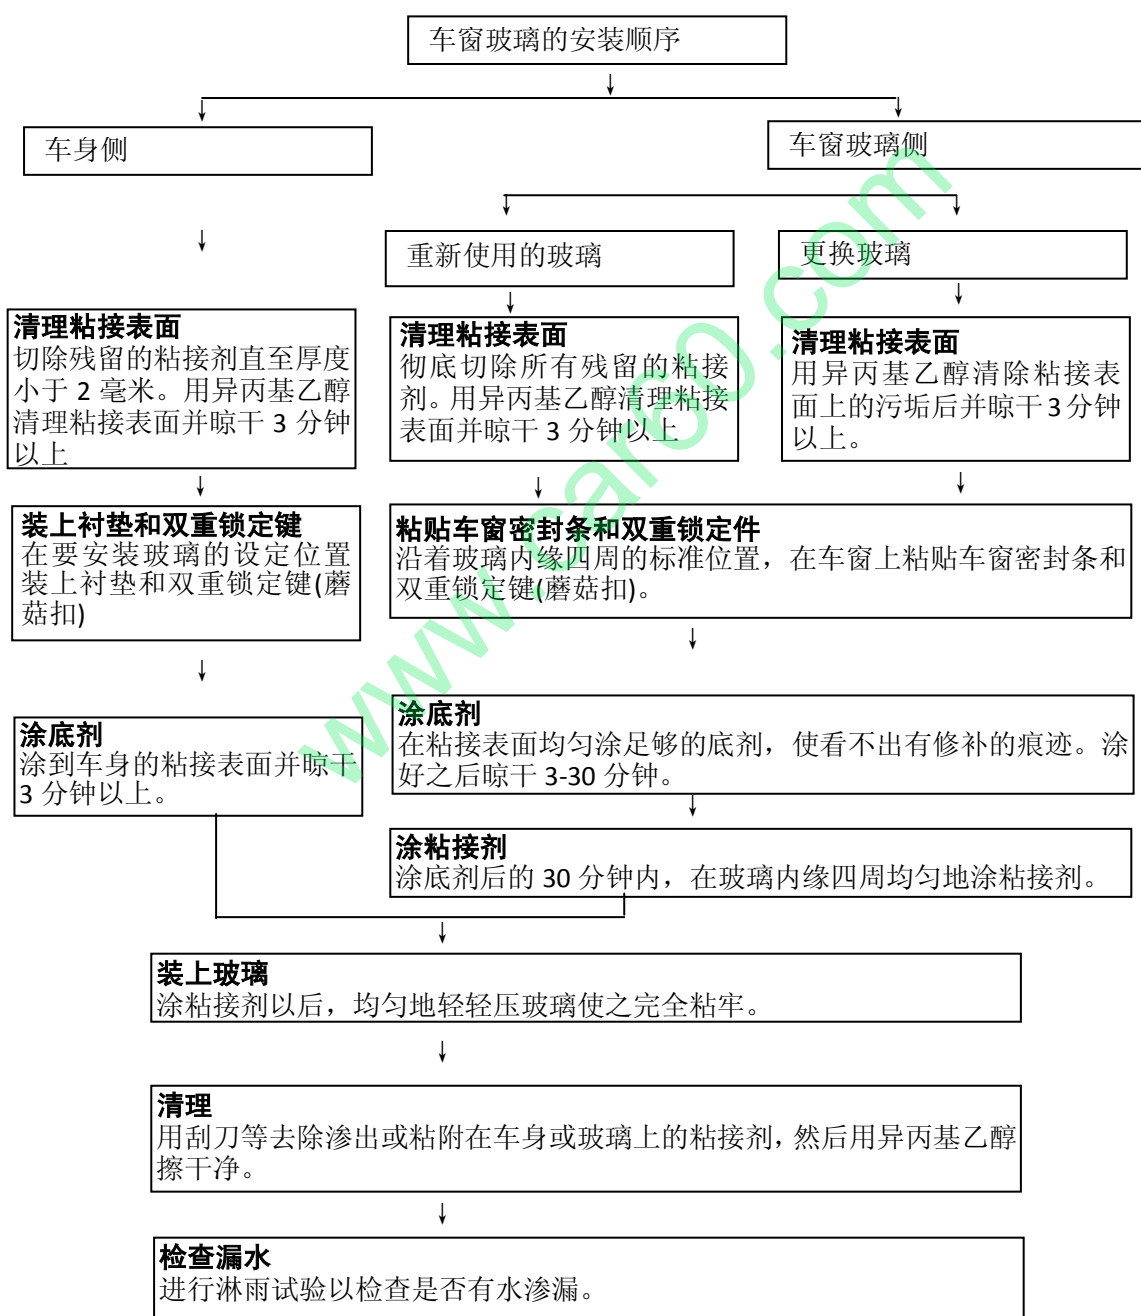 车窗玻璃的安装顺序
车身侧
车窗玻璃侧
重新使用的玻璃
更换玻璃
清理粘接表面
切除残留的粘接剂直至厚度
小于 2 毫米。用异丙基乙醇
清理粘接表面并晾干 3 分钟
以上
清理粘接表面
彻底切除所有残留的粘接
剂。用异丙基乙醇清理粘接
表面并晾干 3 分钟以上
清理粘接表面
用异丙基乙醇清除粘接表
面上的污垢后并晾干 3 分钟
以上。
装上衬垫和双重锁定键
在要安装玻璃的设定位置
装上衬垫和双重锁定键(蘑
菇扣)
粘贴车窗密封条和双重锁定件
沿着玻璃内缘四周的标准位置，在车窗上粘贴车窗密封条和
双重锁定键(蘑菇扣)。
涂底剂
涂到车身的粘接表面并晾干
3 分钟以上。
涂底剂
在粘接表面均匀涂足够的底剂，使看不出有修补的痕迹。涂
好之后晾干 3-30 分钟。
涂粘接剂
涂底剂后的 30 分钟内，在玻璃内缘四周均匀地涂粘接剂。
装上玻璃
涂粘接剂以后，均匀地轻轻压玻璃使之完全粘牢。
清理
用刮刀等去除渗出或粘附在车身或玻璃上的粘接剂，然后用异丙基乙醇
擦干净。
检查漏水
进行淋雨试验以检查是否有水渗漏。
www.car60.com